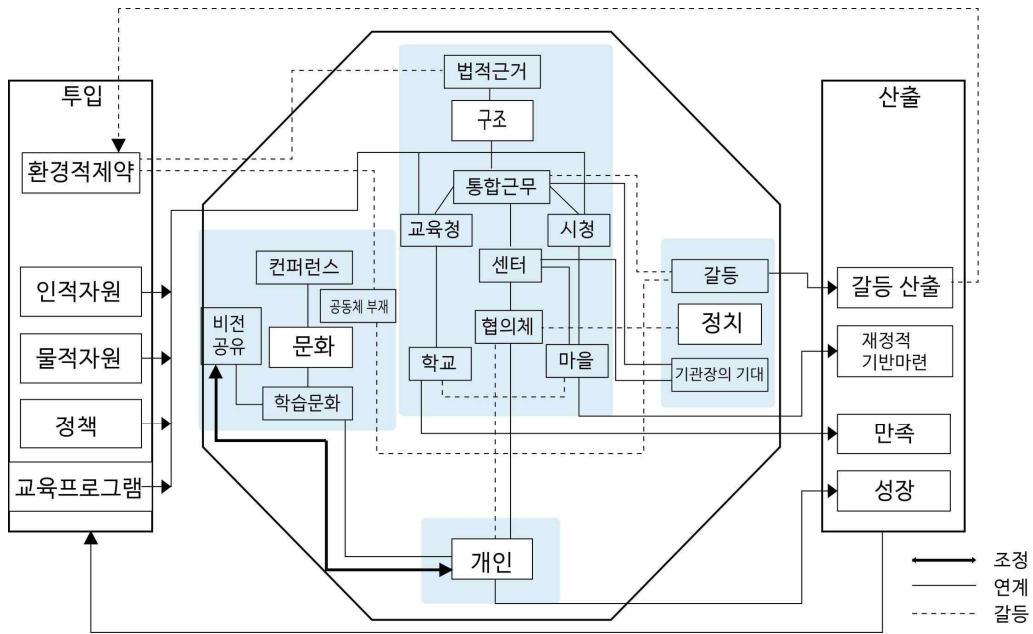 투입
환경적제약
인적자원
물적자원
정책
교육프로그램
법적근거
구조
통합근무
교육청
시청
센터
협의체
학교
마을
컨퍼런스
공동체 부재
비전
공유
문화
학습문화
갈등
정치
기관장의 기대
개인
산출
갈등 산출
재정적
기반마련
만족
성장
조정
연계
갈등